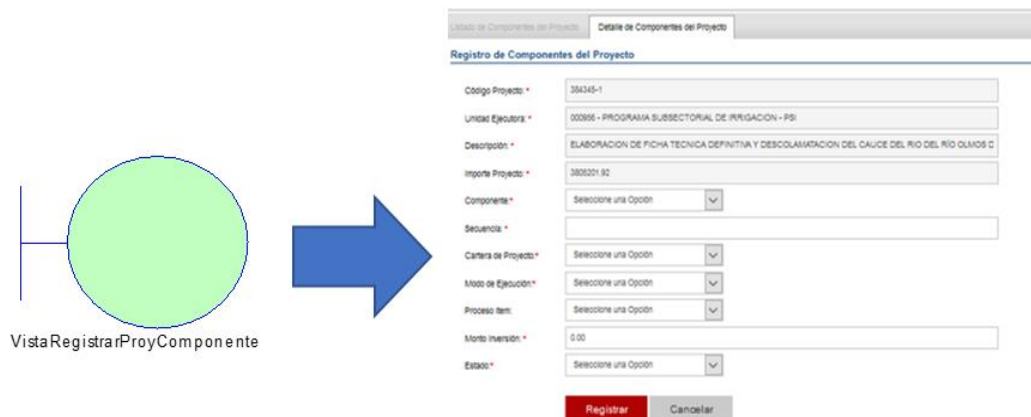 Listado de Componentes del Proyecto Detalle de Componentes del Proyecto
Registro de Componentes del Proyecto
Código Proyecto: * 384345-1
Unidad Ejecutora: * 000956 - PROGRAMA SUBSECTORIAL DE IRRIGACION - PSI
Descripción: * ELABORACION DE FICHA TECNICA DEFINITIVA Y DESCOLAMATACION DEL CAUCE DEL RIO DEL RÍO OLMOS D
Importe Proyecto: * 3808201.92
Componente:* Seleccione una Opción
Secuencia: *
Cartera de Proyecto:* Seleccione una Opción
Modo de Ejecución:* Seleccione una Opción
Proceso Item: Seleccione una Opción
Monto Inversión: * 0.00
Estado:* Seleccione una Opción
Registrar Cancelar
VistaRegistrarProyComponente